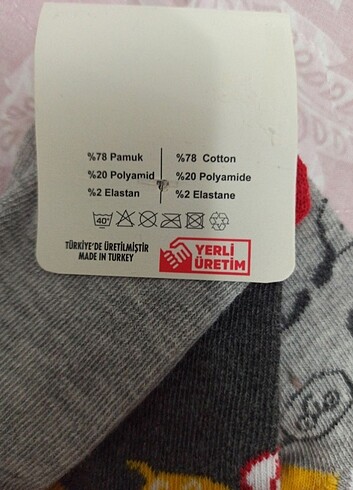 %78 Pamuk
%20 Polyamid
%2 Elastan
%78 Cotton
%20 Polyamide
%2 Elastane
40°
TÜRKİYE'DE ÜRETİLMİŞTİR
MADE IN TURKEY
YERLİ
ÜRETİM